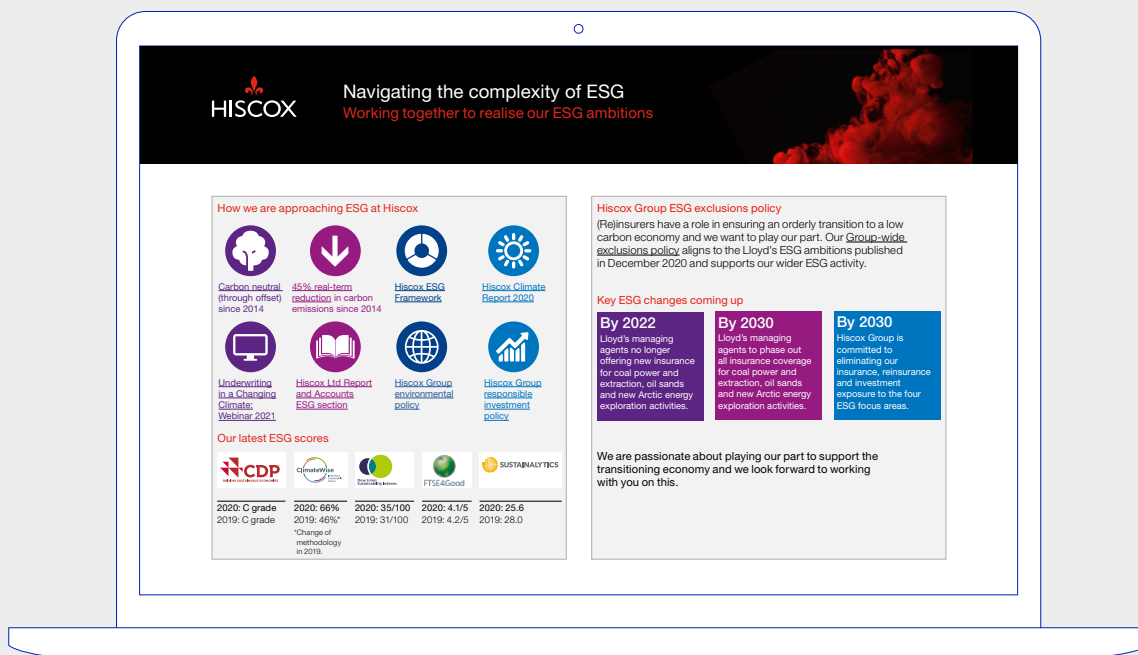 HISCOX
Navigating the complexity of ESG
Working together to realise our ESG ambitions
How we are approaching ESG at Hiscox
Carbon neutral
(through offset)
since 2014
45% real-term
reduction in carbon
emissions since 2014
Hiscox ESG
Framework
Hiscox Climate
Report 2020
Underwriting
in a Changing
Climate:
Webinar 2021
Hiscox Ltd Report
and Accounts
ESG section
Hiscox Group
environmental
policy
Hiscox Group
responsible
investment
policy
Our latest ESG scores
CDP
ClimateWise
Dow Jones
Sustainability Indexes
FTSE4Good
SUSTAINALYTICS
2020: C grade
2019: C grade
2020: 66%
2019: 46%*
*Change of
methodology
in 2019.
2020: 35/100
2019: 31/100
2020: 4.1/5
2019: 4.2/5
2020: 25.6
2019: 28.0
Hiscox Group ESG exclusions policy
(Re)insurers have a role in ensuring an orderly transition to a low
carbon economy and we want to play our part. Our Group-wide
exclusions policy aligns to the Lloyd's ESG ambitions published
in December 2020 and supports our wider ESG activity.
Key ESG changes coming up
By 2022
Lloyd's managing
agents no longer
offering new insurance
for coal power and
extraction, oil sands
and new Arctic energy
exploration activities.
By 2030
Lloyd's managing
agents to phase out
all insurance coverage
for coal power and
extraction, oil sands
and new Arctic energy
exploration activities.
By 2030
Hiscox Group is
committed to
eliminating our
insurance, reinsurance
and investment
exposure to the four
ESG focus areas.
We are passionate about playing our part to support the
transitioning economy and we look forward to working
with you on this.